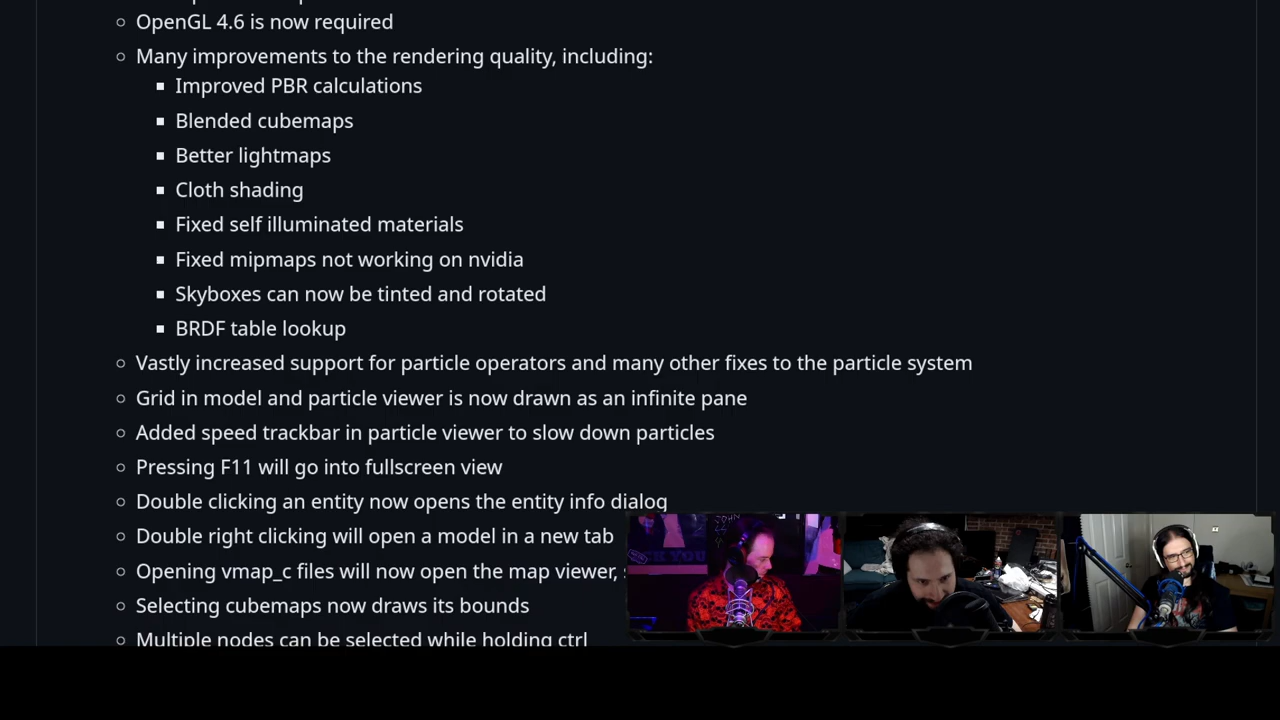 OpenGL 4.6 is now required
Many improvements to the rendering quality, including:
Improved PBR calculations
Blended cubemaps
Better lightmaps
Cloth shading
Fixed self illuminated materials
Fixed mipmaps not working on nvidia
Skyboxes can now be tinted and rotated
BRDF table lookup
Vastly increased support for particle operators and many other fixes to the particle system
Grid in model and particle viewer is now drawn as an infinite pane
Added speed trackbar in particle viewer to slow down particles
Pressing F11 will go into fullscreen view
Double clicking an entity now opens the entity info dialog
Double right clicking will open a model in a new tab
Opening vmap_c files will now open the map viewer,
Selecting cubemaps now draws its bounds
Multiple nodes can be selected while holding ctrl